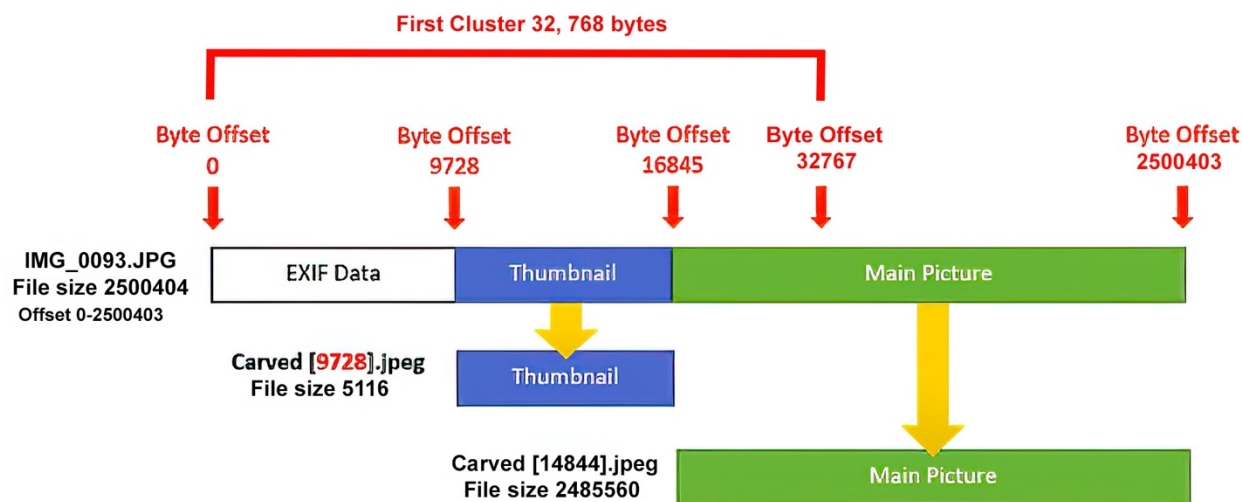 First Cluster 32, 768 bytes
Byte Offset
0
Byte Offset
9728
Byte Offset
16845
Byte Offset
32767
Byte Offset
2500403
IMG_0093.JPG
File size 2500404
Offset 0-2500403
EXIF Data
Thumbnail
Main Picture
Carved [9728].jpeg
File size 5116
Thumbnail
Carved [14844].jpeg
File size 2485560
Main Picture